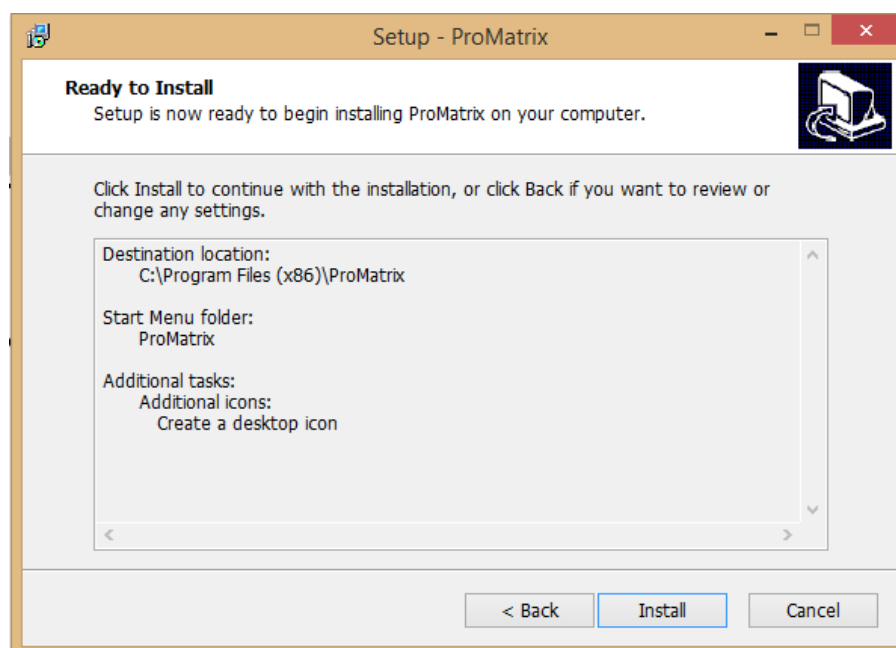 Setup - ProMatrix
Ready to Install
Setup is now ready to begin installing ProMatrix on your computer.
Click Install to continue with the installation, or click Back if you want to review or
change any settings.
Destination location:
C:\Program Files (x86)\ProMatrix
Start Menu folder:
ProMatrix
Additional tasks:
Additional icons:
Create a desktop icon
< Back
Install
Cancel